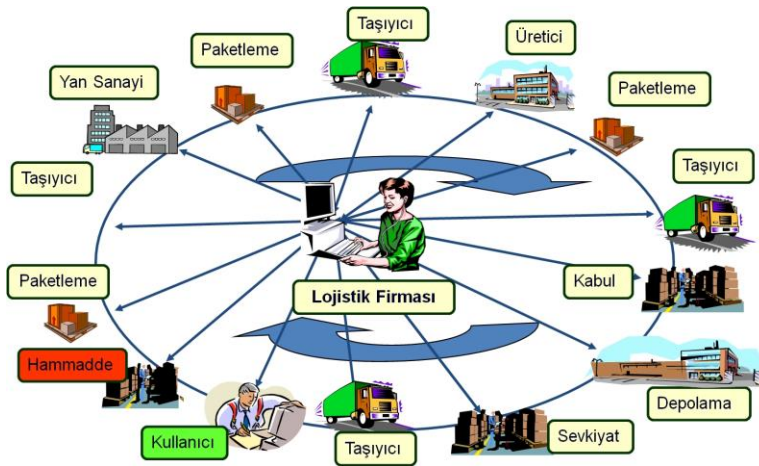 Taşıyıcı
Paketleme
Üretici
Yan Sanayi
Paketleme
Taşıyıcı
Taşıyıcı
Paketleme
Kabul
Lojistik Firması
Hammadde
Depolama
Kullanıcı
Taşıyıcı
Sevkiyat